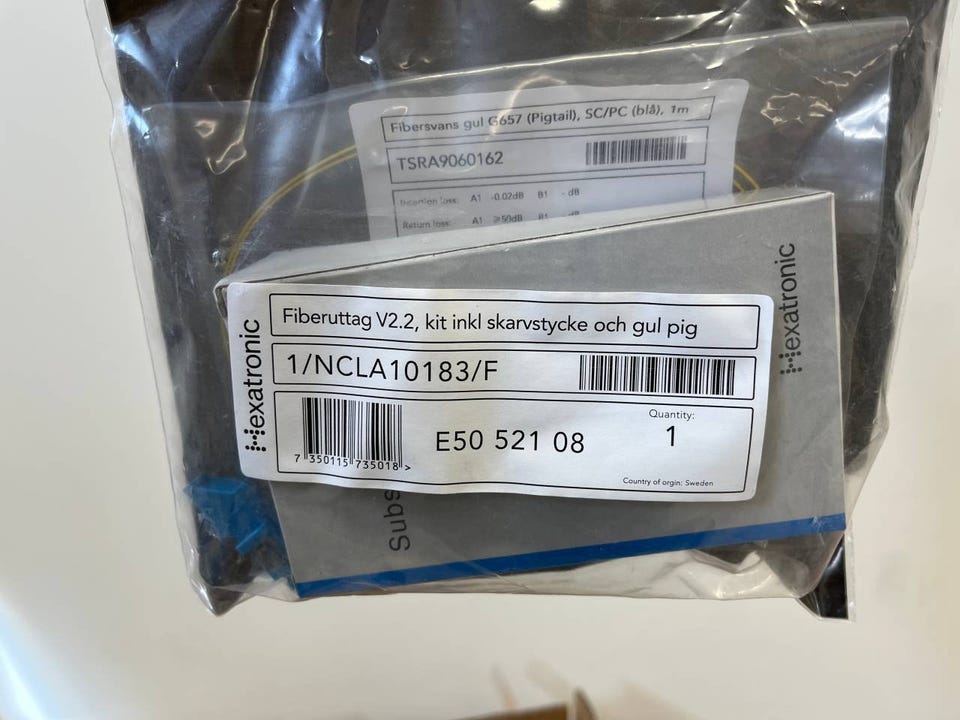 Fibersvans gul G657 (Pigtail), SC/PC (blå), 1m
TSRA9060162
Insertion loss: A1 -0.02dB B1 - dB
Return loss: A1 ≥50dB B1 - dB
Hexatronic
Hexatronic
Fiberuttag V2.2, kit inkl skarvstycke och gul pig
1/NCLA10183/F
7 350115 735018 >
E50 521 08
Quantity:
1
Country of orgin: Sweden
Subs